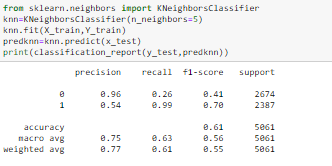 from sklearn.neighbors import KNeighborsClassifier
knn=KNeighborsClassifier(n_neighbors=5)
knn.fit(X_train,Y_train)
predknn=knn.predict(x_test)
print(classification_report(y_test,predknn))
precision recall f1-score support
0 0.96 0.26 0.41 2674
1 0.54 0.99 0.70 2387
accuracy 0.61 5061
macro avg 0.75 0.63 0.56 5061
weighted avg 0.77 0.61 0.55 5061